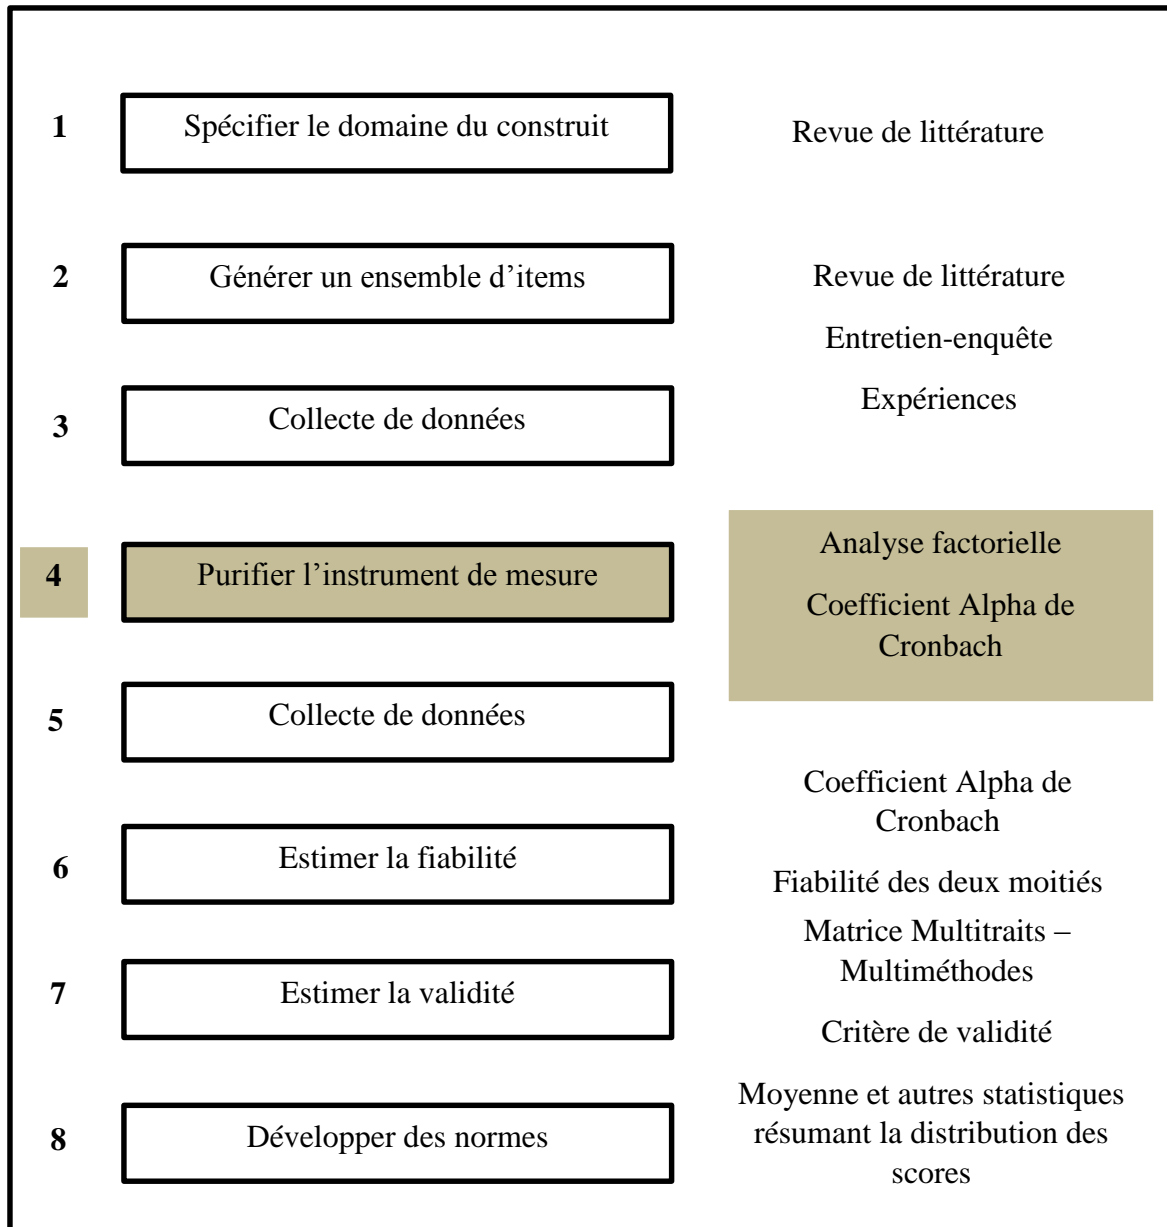 1
Spécifier le domaine du construit
Revue de littérature
2
Générer un ensemble d’items
Revue de littérature
Entretien-enquête
3
Collecte de données
Expériences
4
Purifier l’instrument de mesure
Analyse factorielle
Coefficient Alpha de
Cronbach
5
Collecte de données
6
Estimer la fiabilité
Coefficient Alpha de
Cronbach
Fiabilité des deux moitiés
7
Estimer la validité
Matrice Multitraits –
Multiméthodes
Critère de validité
8
Développer des normes
Moyenne et autres statistiques
résumant la distribution des
scores